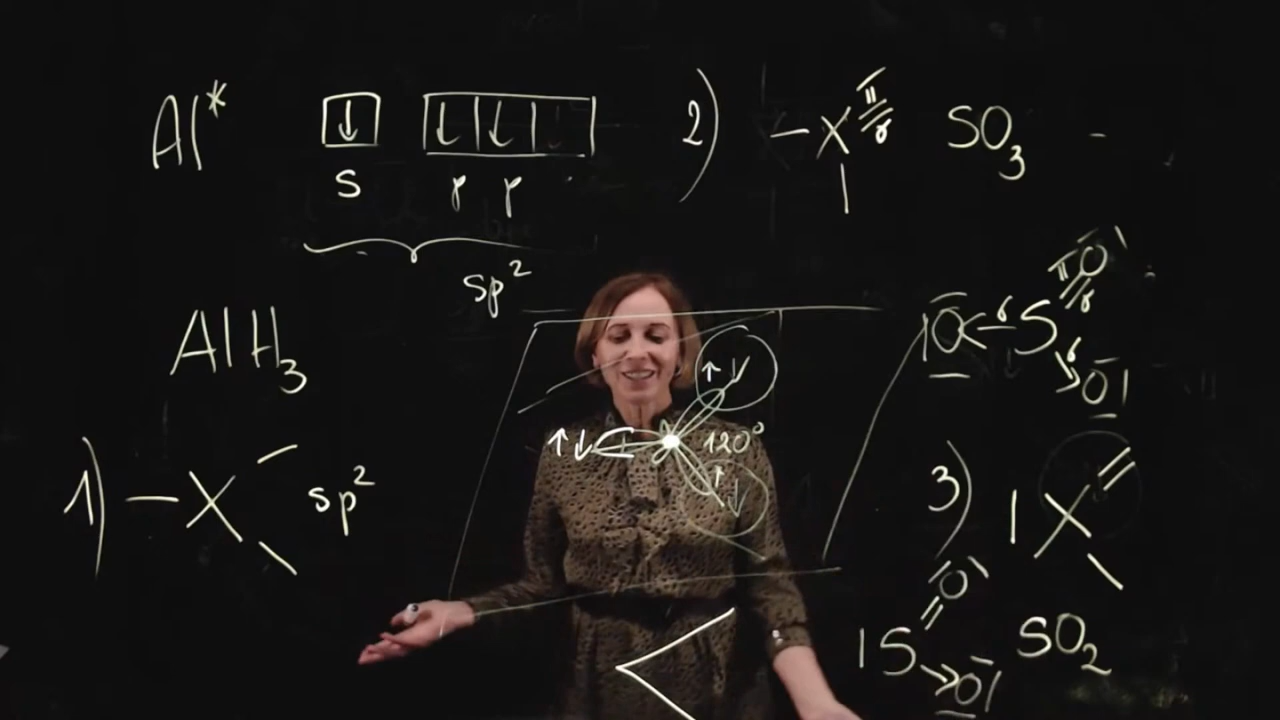 Al* ↓ ↓ ↓
s p p
sp²
AlH₃
1) —X sp²
↑↓ ↑↓ ↑↓ 120°
2) —X π σ SO₃ -
O σ S π σ O σ O
3) X
S O O SO₂